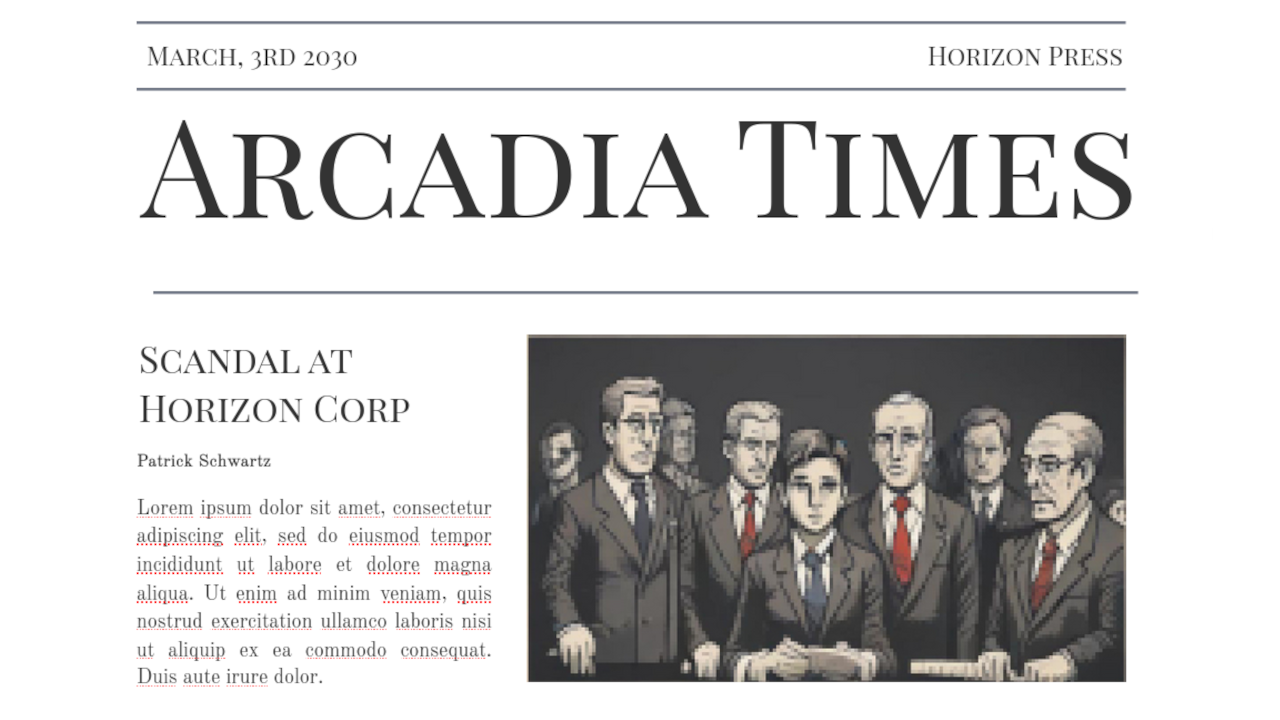 March, 3rd 2030
Horizon Press
Arcadia Times
Scandal at
Horizon Corp
Patrick Schwartz
Lorem ipsum dolor sit amet, consectetur
adipiscing elit, sed do eiusmod tempor
incididunt ut labore et dolore magna
aliqua. Ut enim ad minim veniam, quis
nostrud exercitation ullamco laboris nisi
ut aliquip ex ea commodo consequat.
Duis aute irure dolor.